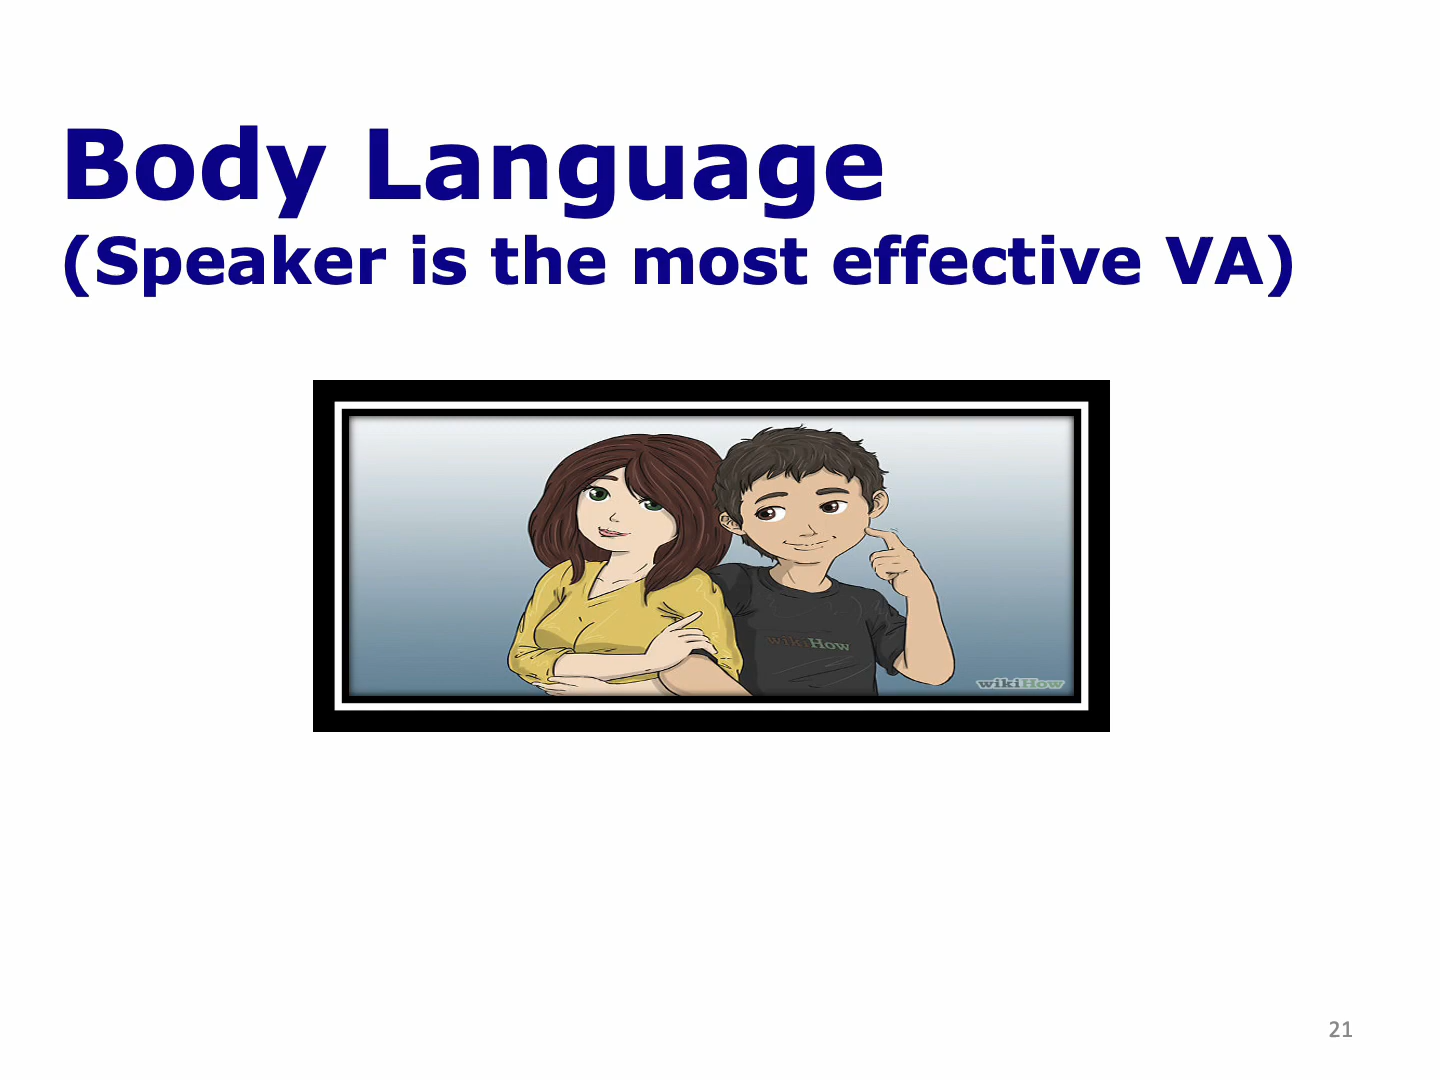 Body Language
(Speaker is the most effective VA)
wikiHow
wikiHow
21